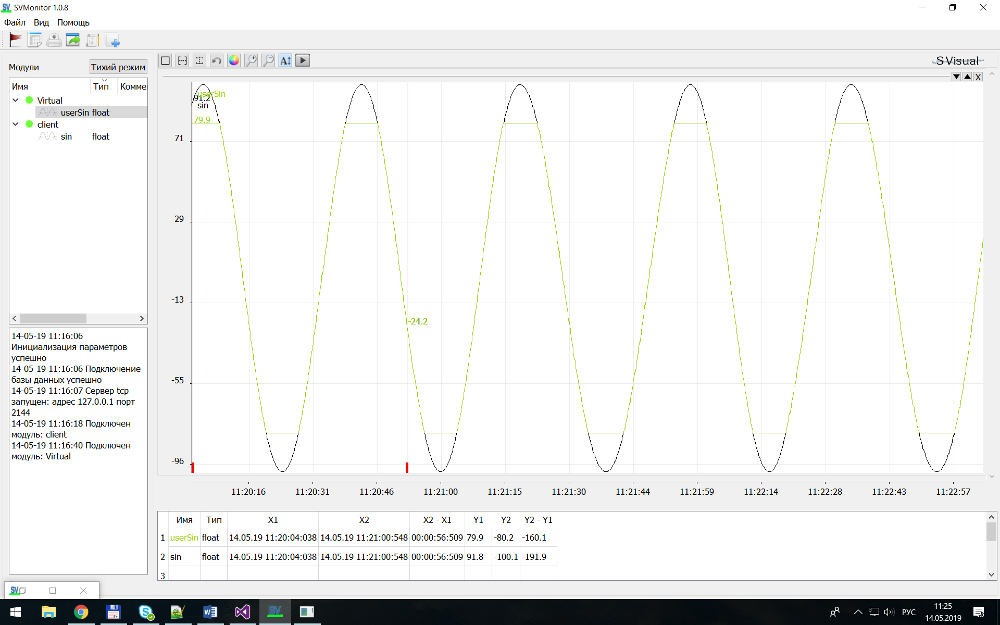 SVMonitor 1.0.8
Файл Вид Помощь
Модули
Тихий режим
Имя Тип Коммен
Virtual
userSin float
client
sin float
14-05-19 11:16:06
Инициализация параметров
успешно
14-05-19 11:16:06 Подключение
базы данных успешно
14-05-19 11:16:07 Сервер tcp
запущен: адрес 127.0.0.1 порт
2144
14-05-19 11:16:18 Подключен
модуль: client
14-05-19 11:16:40 Подключен
модуль: Virtual
SVisual
X
userSin
91.2
sin
79.9
71
29
-13
-24.2
-55
-96
11:20:16 11:20:31 11:20:46 11:21:00 11:21:15 11:21:30 11:21:44 11:21:59 11:22:14 11:22:28 11:22:43 11:22:57
Имя Тип X1 X2 X2 - X1 Y1 Y2 Y2 - Y1
1 userSin float 14.05.19 11:20:04:038 14.05.19 11:21:00:548 00:00:56:509 79.9 -80.2 -160.1
2 sin float 14.05.19 11:20:04:038 14.05.19 11:21:00:548 00:00:56:509 91.8 -100.1 -191.9
3
SV
РУС
11:25
14.05.2019